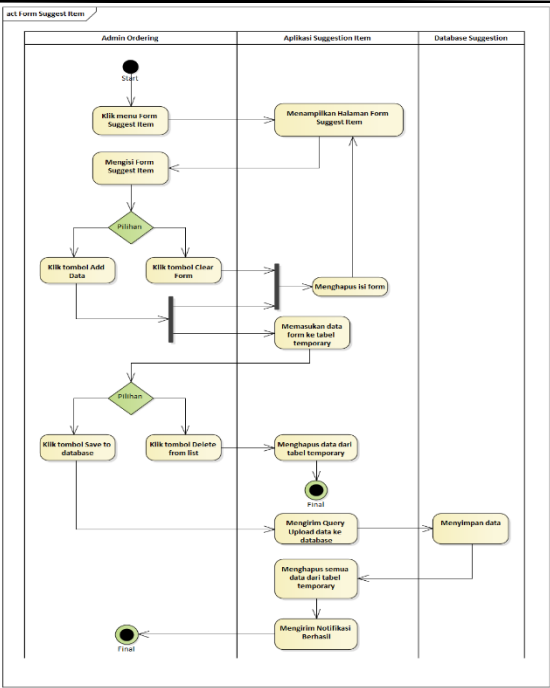 act Form Suggest Item
Admin Ordering
Aplikasi Suggestion Item
Database Suggestion
Start
Klik menu Form
Suggest Item
Menampilkan Halaman Form
Suggest Item
Mengisi Form
Suggest Item
Pilihan
Klik tombol Add
Data
Klik tombol Clear
Form
Menghapus isi form
Memasukan data
form ke tabel
temporary
Pilihan
Klik tombol Save to
database
Klik tombol Delete
from list
Menghapus data dari
tabel temporary
Final
Mengirim Query
Upload data ke
database
Menyimpan data
Menghapus semua
data dari tabel
temporary
Mengirim Notifikasi
Berhasil
Final